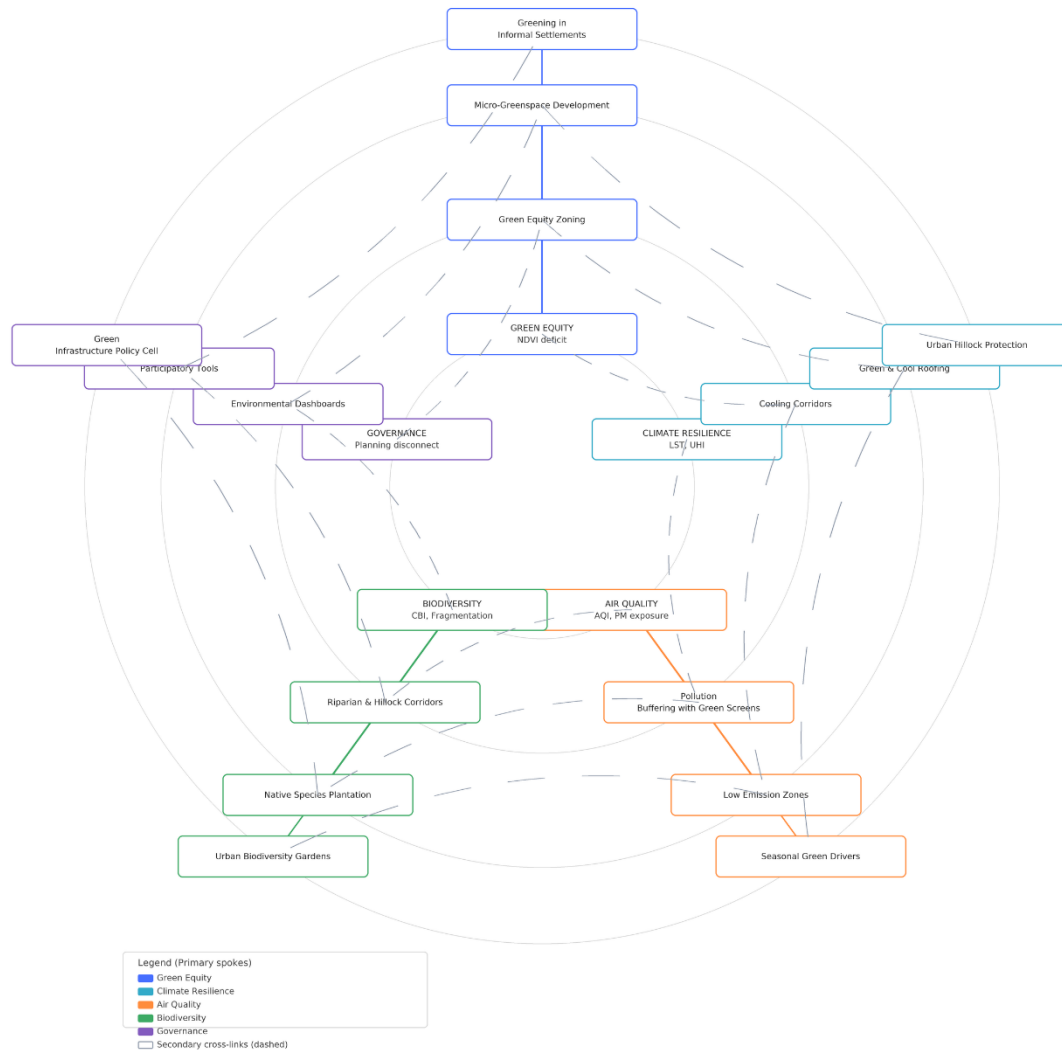 Greening in
Informal Settlements
Micro-Greenspace Development
Green Equity Zoning
GREEN EQUITY
NDVI deficit
Green
Infrastructure Policy Cell
Participatory Tools
Environmental Dashboards
GOVERNANCE
Planning disconnect
Urban Hillock Protection
Green & Cool Roofing
Cooling Corridors
CLIMATE RESILIENCE
LST, UHI
BIODIVERSITY
CBI, Fragmentation
AIR QUALITY
AQI, PM exposure
Riparian & Hillock Corridors
Pollution
Buffering with Green Screens
Native Species Plantation
Low Emission Zones
Urban Biodiversity Gardens
Seasonal Green Drivers
Legend (Primary spokes)
Green Equity
Climate Resilience
Air Quality
Biodiversity
Governance
Secondary cross-links (dashed)